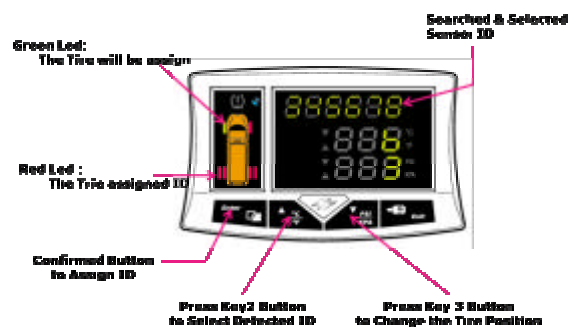 Searched & Selected
Sensor ID
Green Led:
The Tire will be assign
Red Led :
The Trie assigned ID
Confirmed Button
to Assign ID
Press Key2 Button
to Select Detected ID
Press Key 3 Button
to Change the Tire Position